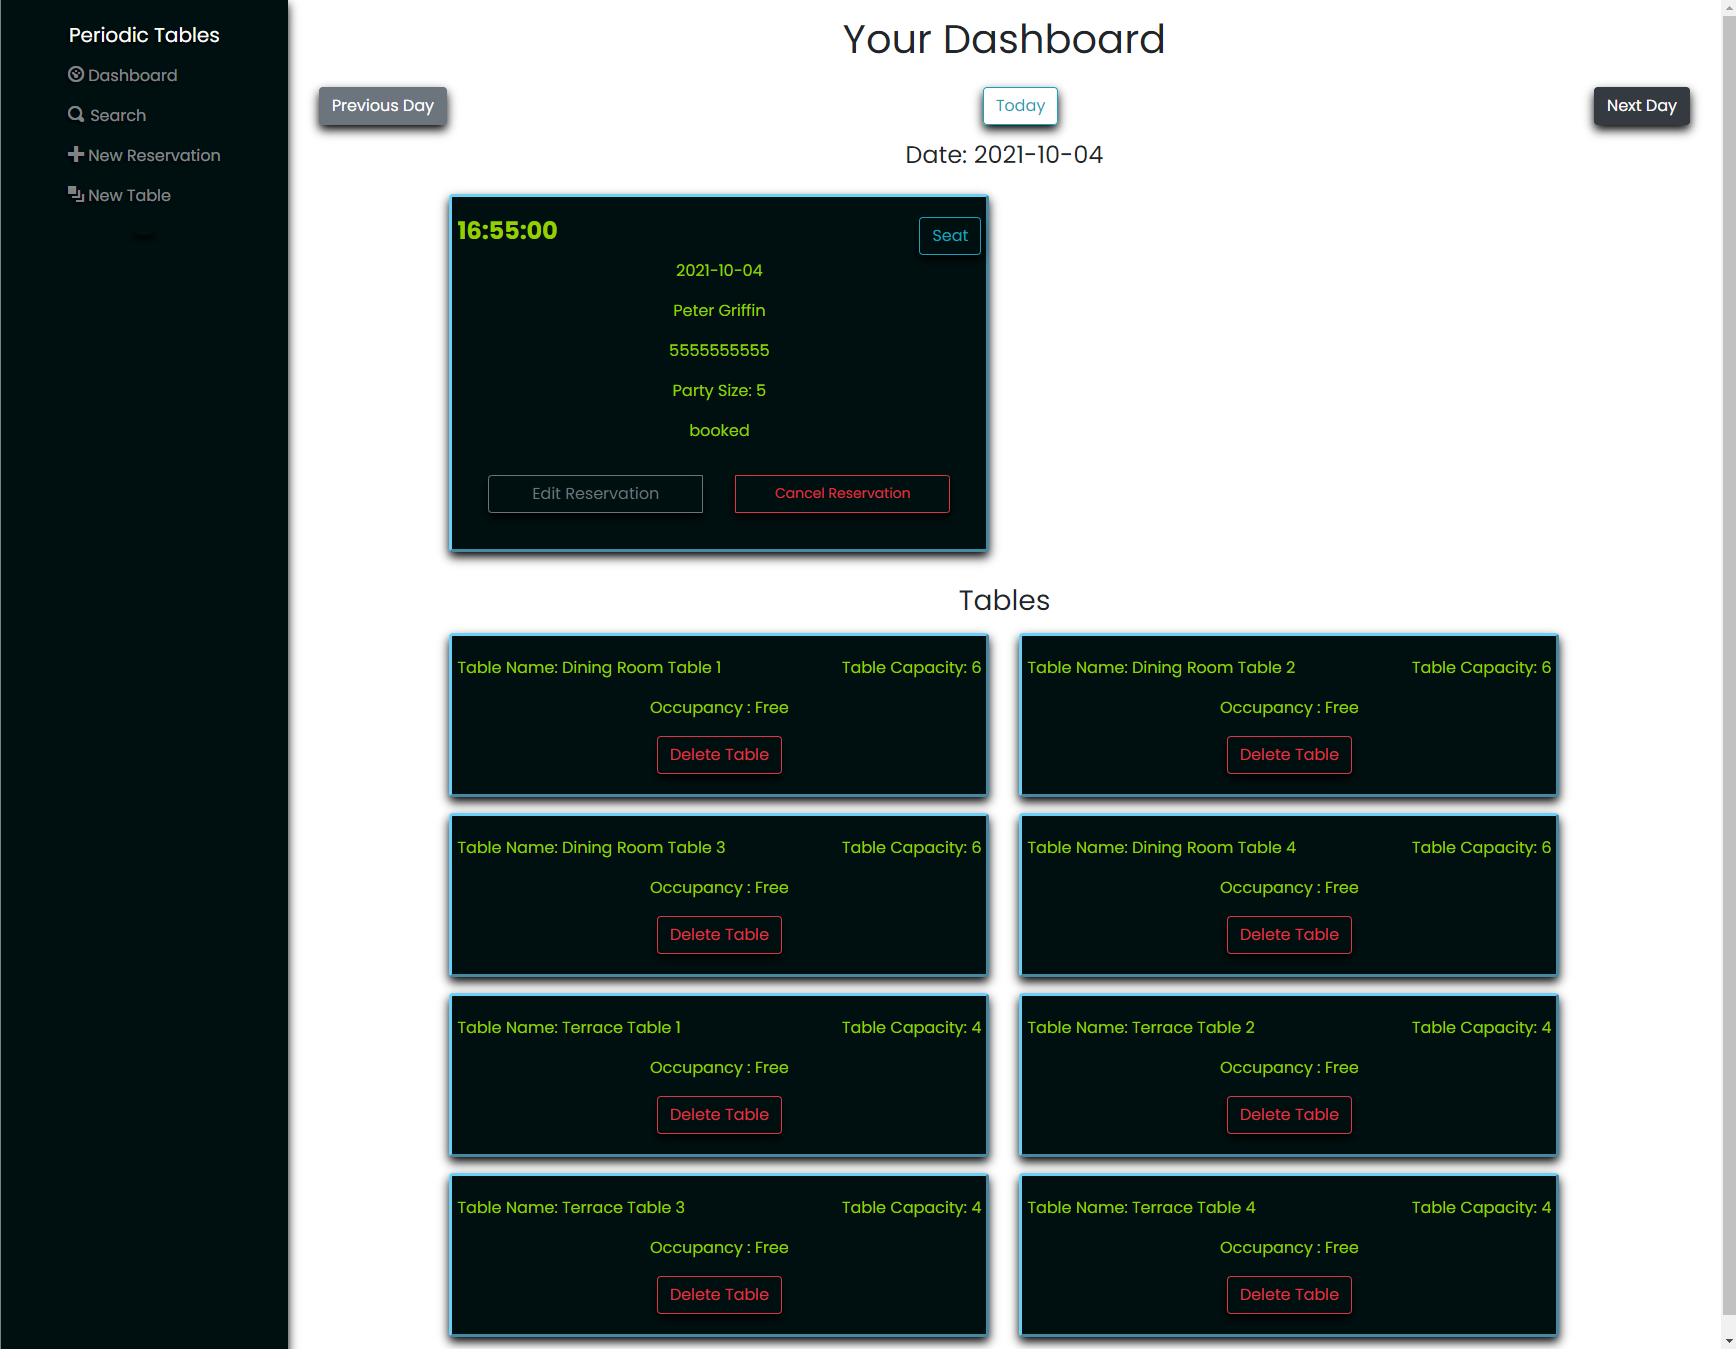 Periodic Tables
Dashboard
Search
New Reservation
New Table
Your Dashboard
Previous Day
Today
Next Day
Date: 2021-10-04
16:55:00
Seat
2021-10-04
Peter Griffin
5555555555
Party Size: 5
booked
Edit Reservation
Cancel Reservation
Tables
Table Name: Dining Room Table 1
Table Capacity: 6
Occupancy : Free
Delete Table
Table Name: Dining Room Table 2
Table Capacity: 6
Occupancy : Free
Delete Table
Table Name: Dining Room Table 3
Table Capacity: 6
Occupancy : Free
Delete Table
Table Name: Dining Room Table 4
Table Capacity: 6
Occupancy : Free
Delete Table
Table Name: Terrace Table 1
Table Capacity: 4
Occupancy : Free
Delete Table
Table Name: Terrace Table 2
Table Capacity: 4
Occupancy : Free
Delete Table
Table Name: Terrace Table 3
Table Capacity: 4
Occupancy : Free
Delete Table
Table Name: Terrace Table 4
Table Capacity: 4
Occupancy : Free
Delete Table